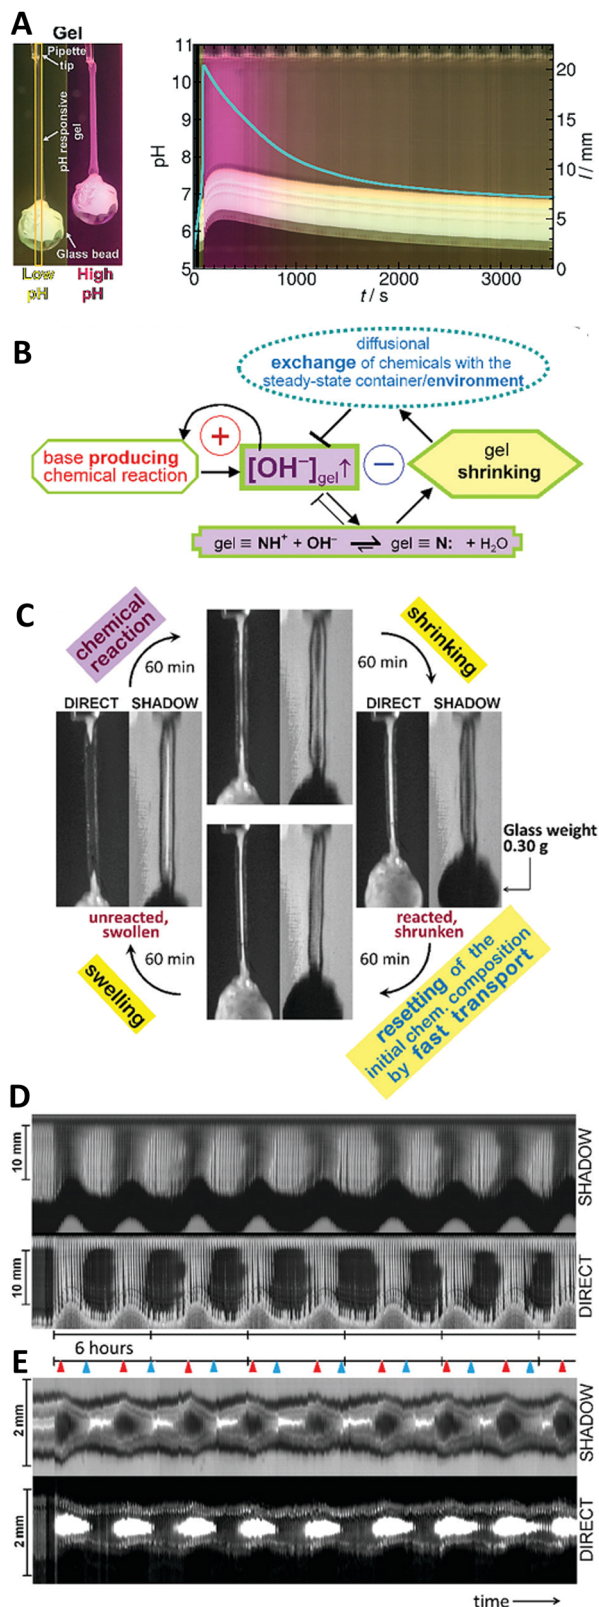 A
Gel
Pipette
tip
pH responsive
gel
Glass bead
Low
pH
High
pH
11
10
9
8
7
6
5
pH
0
1000
2000
3000
t / s
20
15
10
5
0
l / mm
B
diffusional
exchange of chemicals with the
steady-state container/environment
base producing
chemical reaction
+
[OH⁻]gel↑
−
gel
shrinking
gel ≡ NH⁺ + OH⁻ ⇌ gel ≡ N: + H₂O
C
chemical
reaction
60 min
60 min
shrinking
DIRECT SHADOW
DIRECT SHADOW
Glass weight
0.30 g
unreacted,
swollen
reacted,
shrunken
60 min
60 min
swelling
resetting of the
initial chem. composition
by fast transport
D
10 mm
SHADOW
10 mm
DIRECT
6 hours
E
2 mm
SHADOW
2 mm
DIRECT
time